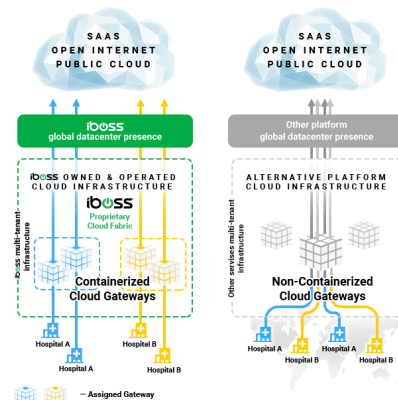 SAAS
OPEN INTERNET
PUBLIC CLOUD
iboss
global datacenter presence
iboss OWNED & OPERATED
CLOUD INFRASTRUCTURE
iboss
Proprietary
Cloud Fabric
iboss multi-tenant
infrastructure
Containerized
Cloud Gateways
Hospital A
Hospital A
Hospital B
Hospital B
— Assigned Gateway
SAAS
OPEN INTERNET
PUBLIC CLOUD
Other platform
global datacenter presence
ALTERNATIVE PLATFORM
CLOUD INFRASTRUCTURE
Other servises multi-tenant
infrastructure
Non-Containerized
Cloud Gateways
Hospital A
Hospital B
Hospital A
Hospital B